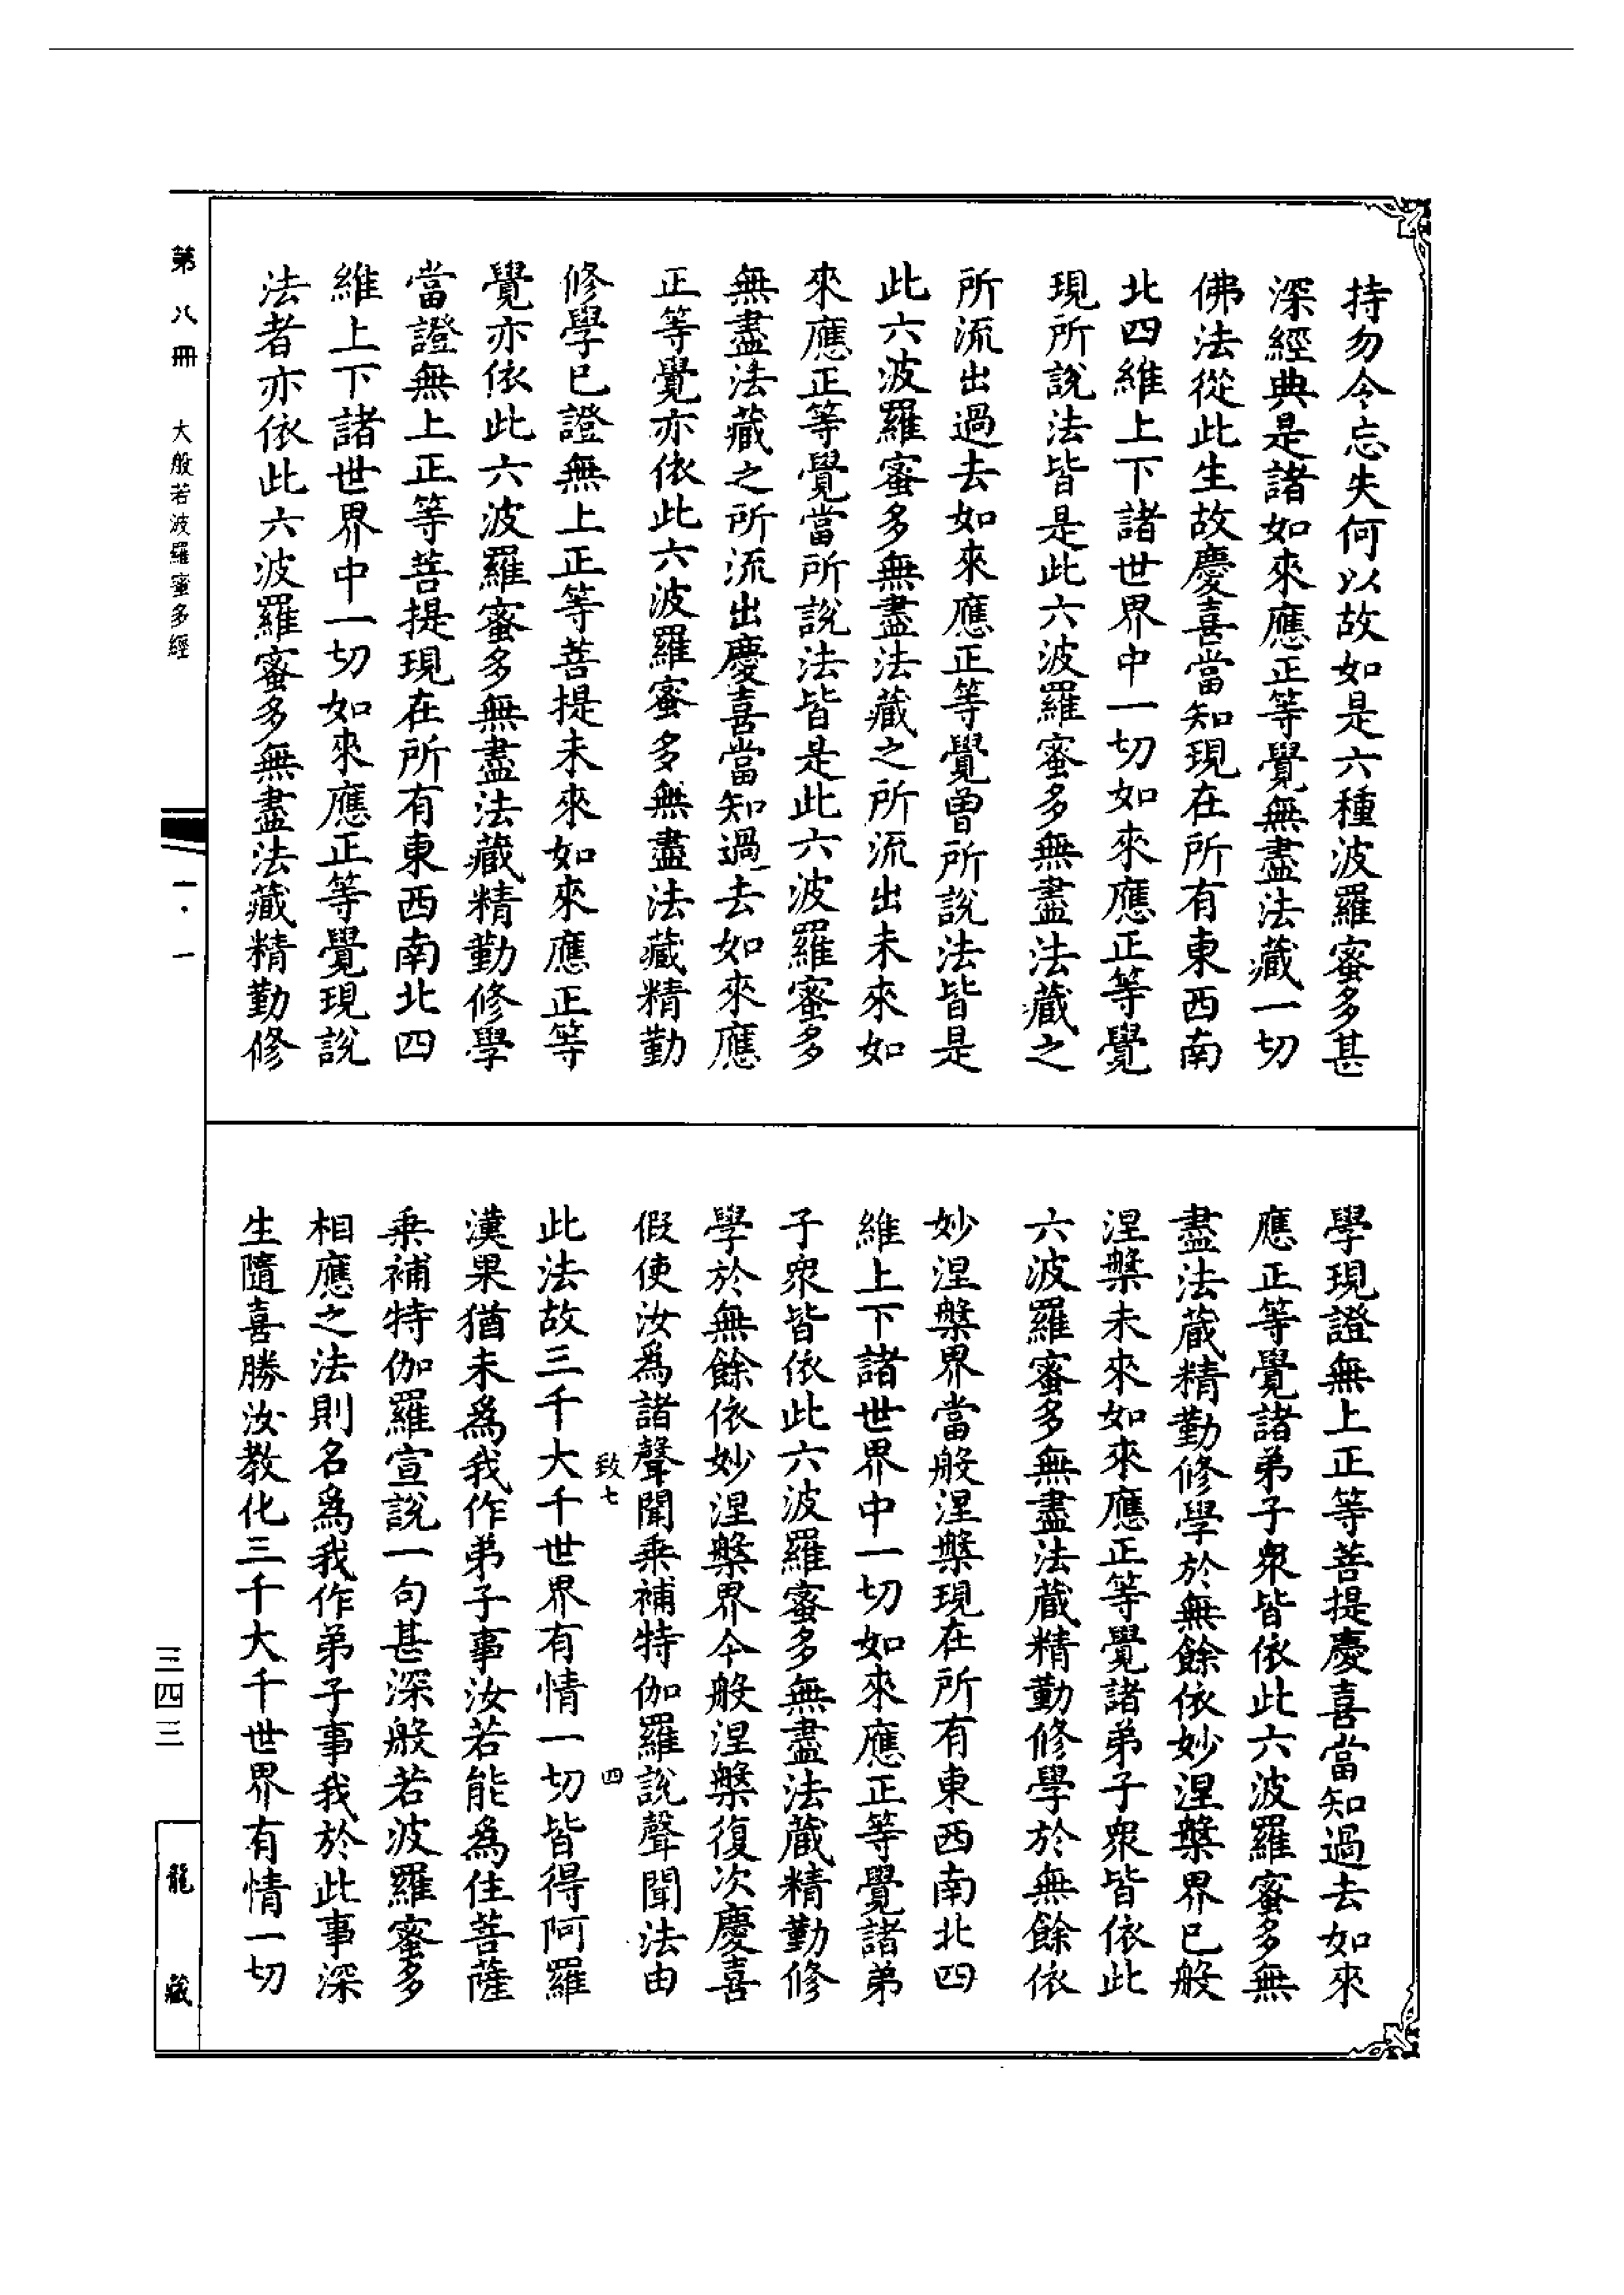 持勿令忘失何以故如是六種波羅蜜多甚
深經典是諸如來應正等覺無盡法藏一切
佛法從此生故慶喜當知現在所有東西南
北四維上下諸世界中一切如來應正等覺
現所說法皆是此六波羅蜜多無盡法藏之
所流出過去如來應正等覺曾所說法皆是
此六波羅蜜多無盡法藏之所流出未來如
來應正等覺當所說法皆是此六波羅蜜多
無盡法藏之所流出慶喜當知過去如來應
正等覺亦依此六波羅蜜多無盡法藏精勤
修學已證無上正等菩提未來如來應正等
覺亦依此六波羅蜜多無盡法藏精勤修學
當證無上正等菩提現在所有東西南北四
維上下諸世界中一切如來應正等覺現說
法者亦依此六波羅蜜多無盡法藏精勤修
學現證無上正等菩提慶喜當知過去如來
應正等覺諸弟子衆皆依此六波羅蜜多無
盡法藏精勤修學於無餘依妙涅槃界已般
涅槃未來如來應正等覺諸弟子衆皆依此
六波羅蜜多無盡法藏精勤修學於無餘依
妙涅槃界當般涅槃現在所有東西南北四
維上下諸世界中一切如來應正等覺諸弟
子衆皆依此六波羅蜜多無盡法藏精勤修
學於無餘依妙涅槃界今般涅槃復次慶喜
假使汝爲諸聲聞乘補特伽羅說聲聞法由
致七 四
此法故三千大千世界有情一切皆得阿羅
漢果猶未爲我作弟子事汝若能爲住菩薩
乘補特伽羅宣說一句甚深般若波羅蜜多
相應之法則名爲我作弟子事我於此事深
生隨喜勝汝教化三千大千世界有情一切
第八冊 大般若波羅蜜多經
一·一
三四三
龍藏